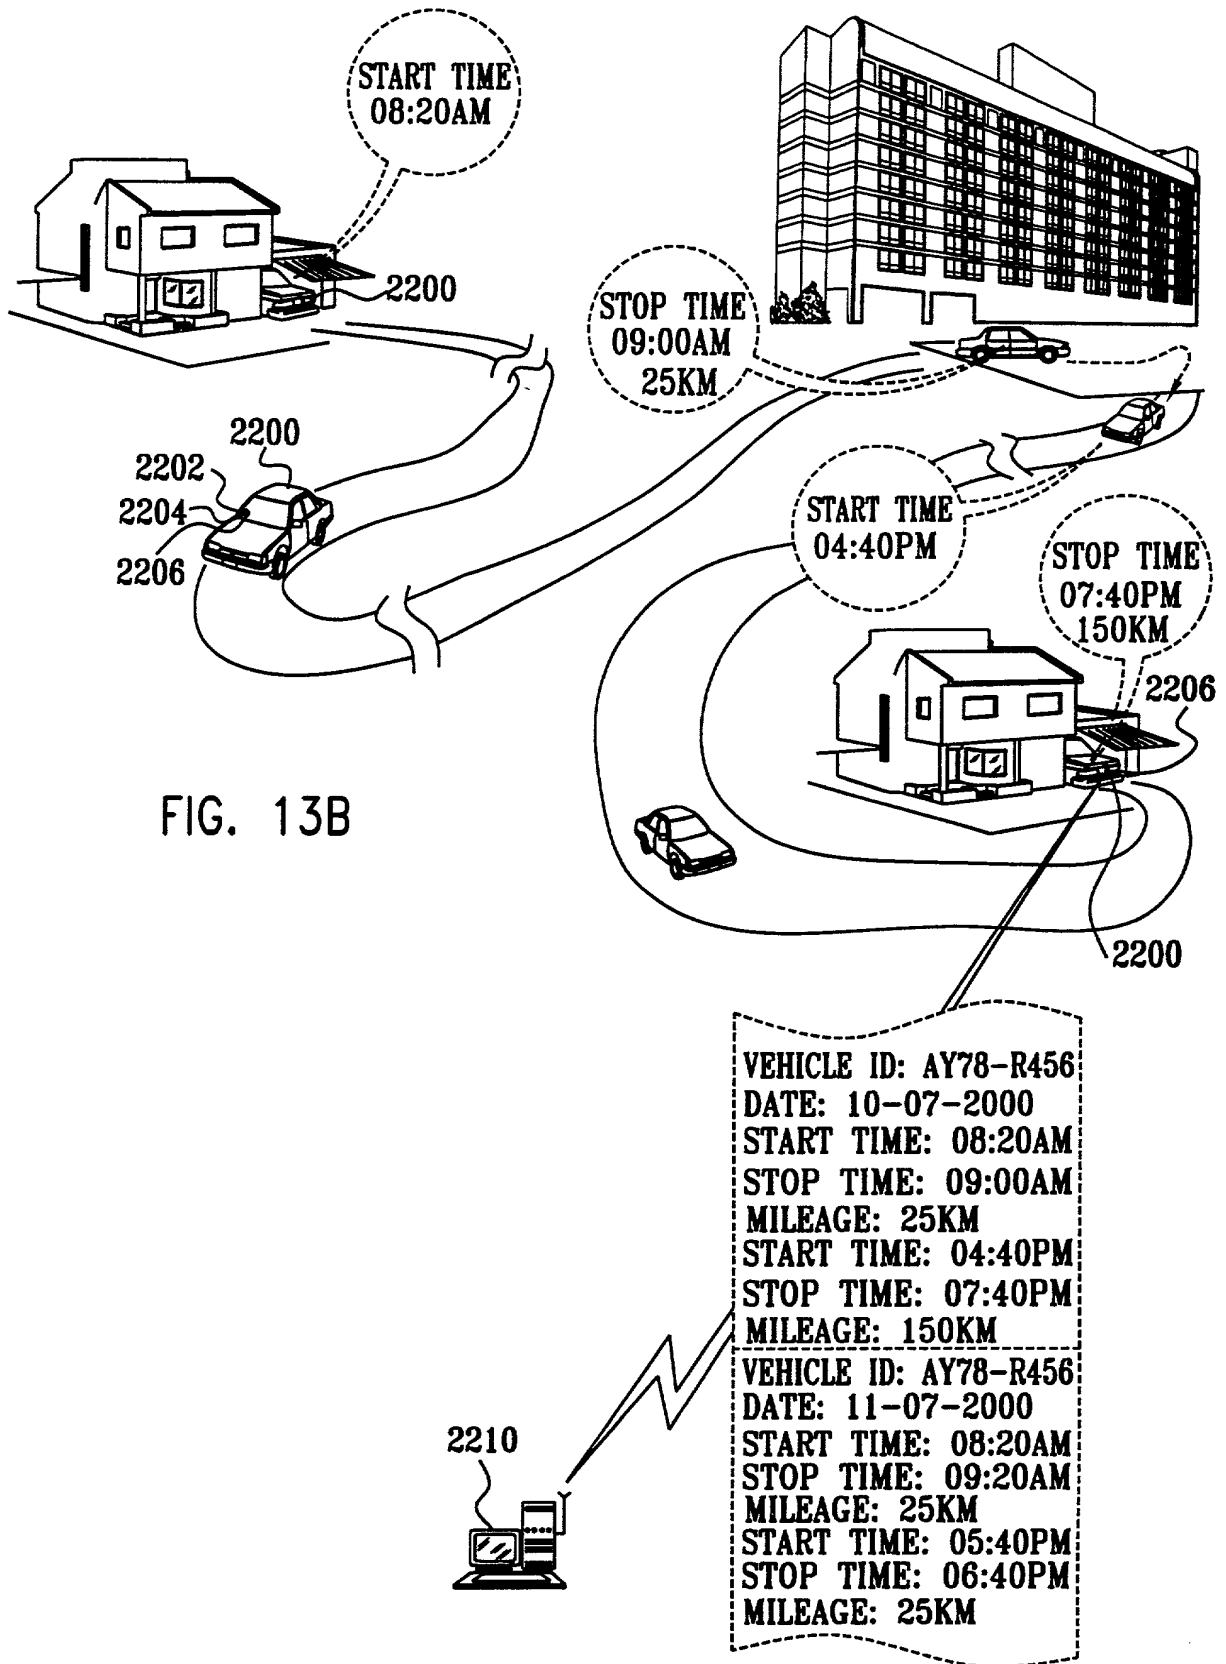 START TIME
08:20AM
2200
STOP TIME
09:00AM
25KM
2200
2202
2204
2206
START TIME
04:40PM
STOP TIME
07:40PM
150KM
2206
FIG. 13B
2200
VEHICLE ID: AY78-R456
DATE: 10-07-2000
START TIME: 08:20AM
STOP TIME: 09:00AM
MILEAGE: 25KM
START TIME: 04:40PM
STOP TIME: 07:40PM
MILEAGE: 150KM
VEHICLE ID: AY78-R456
DATE: 11-07-2000
START TIME: 08:20AM
STOP TIME: 09:20AM
MILEAGE: 25KM
START TIME: 05:40PM
STOP TIME: 06:40PM
MILEAGE: 25KM
2210